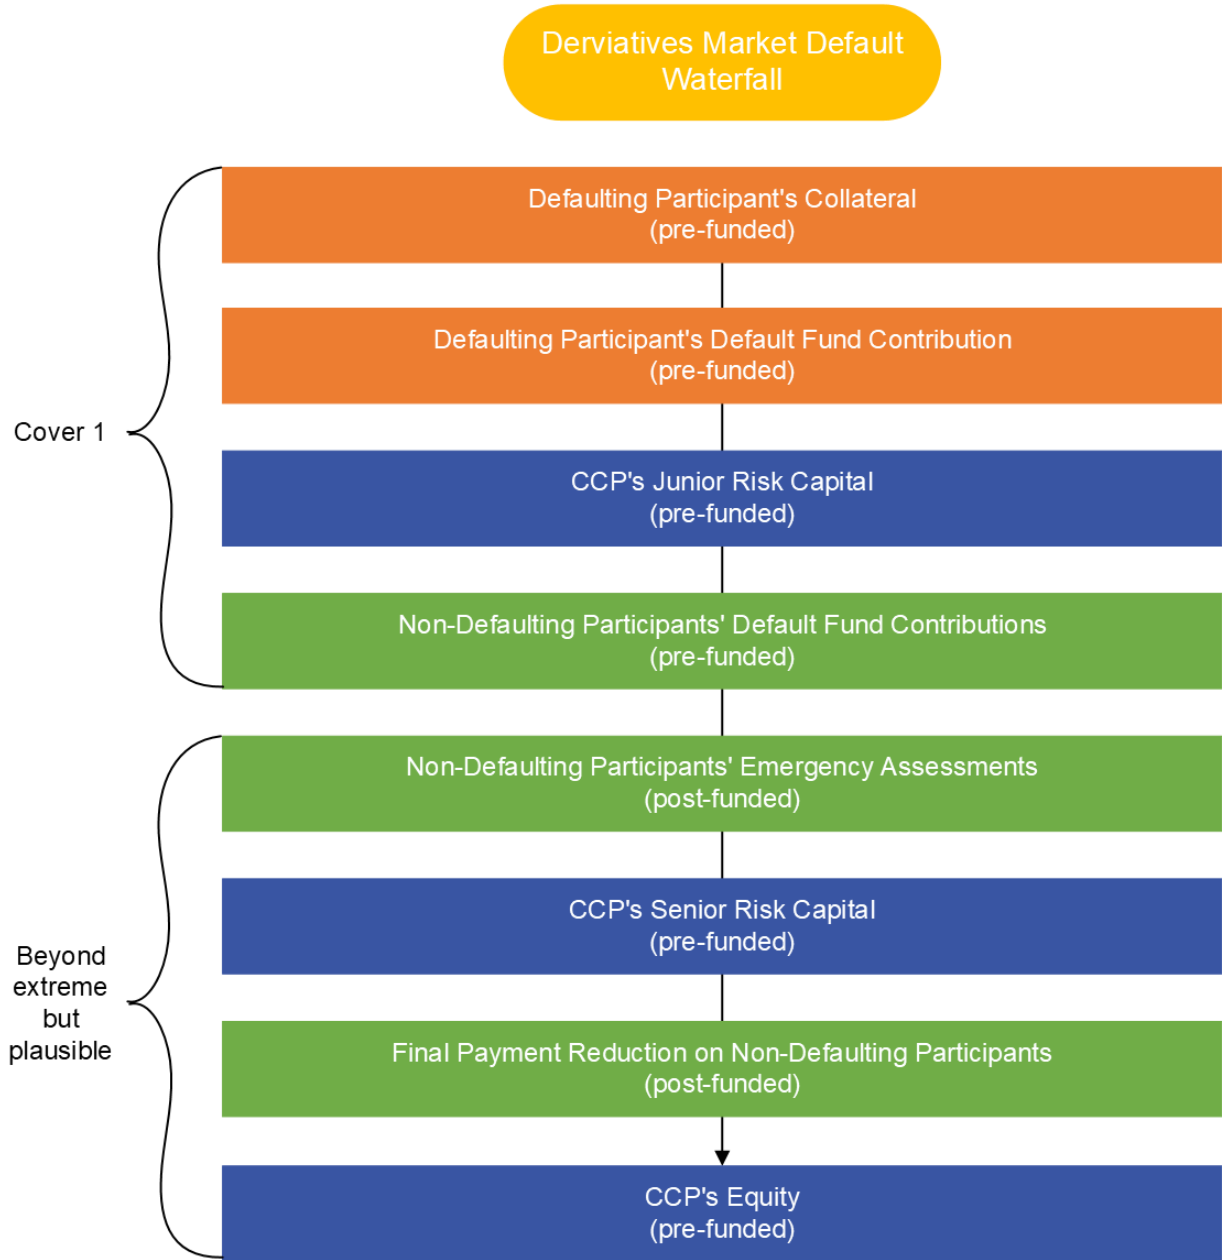 Derviatives Market Default
Waterfall
Defaulting Participant's Collateral
(pre-funded)
Defaulting Participant's Default Fund Contribution
(pre-funded)
Cover 1
CCP's Junior Risk Capital
(pre-funded)
Non-Defaulting Participants' Default Fund Contributions
(pre-funded)
Non-Defaulting Participants' Emergency Assessments
(post-funded)
CCP's Senior Risk Capital
(pre-funded)
Beyond
extreme
but
plausible
Final Payment Reduction on Non-Defaulting Participants
(post-funded)
CCP's Equity
(pre-funded)